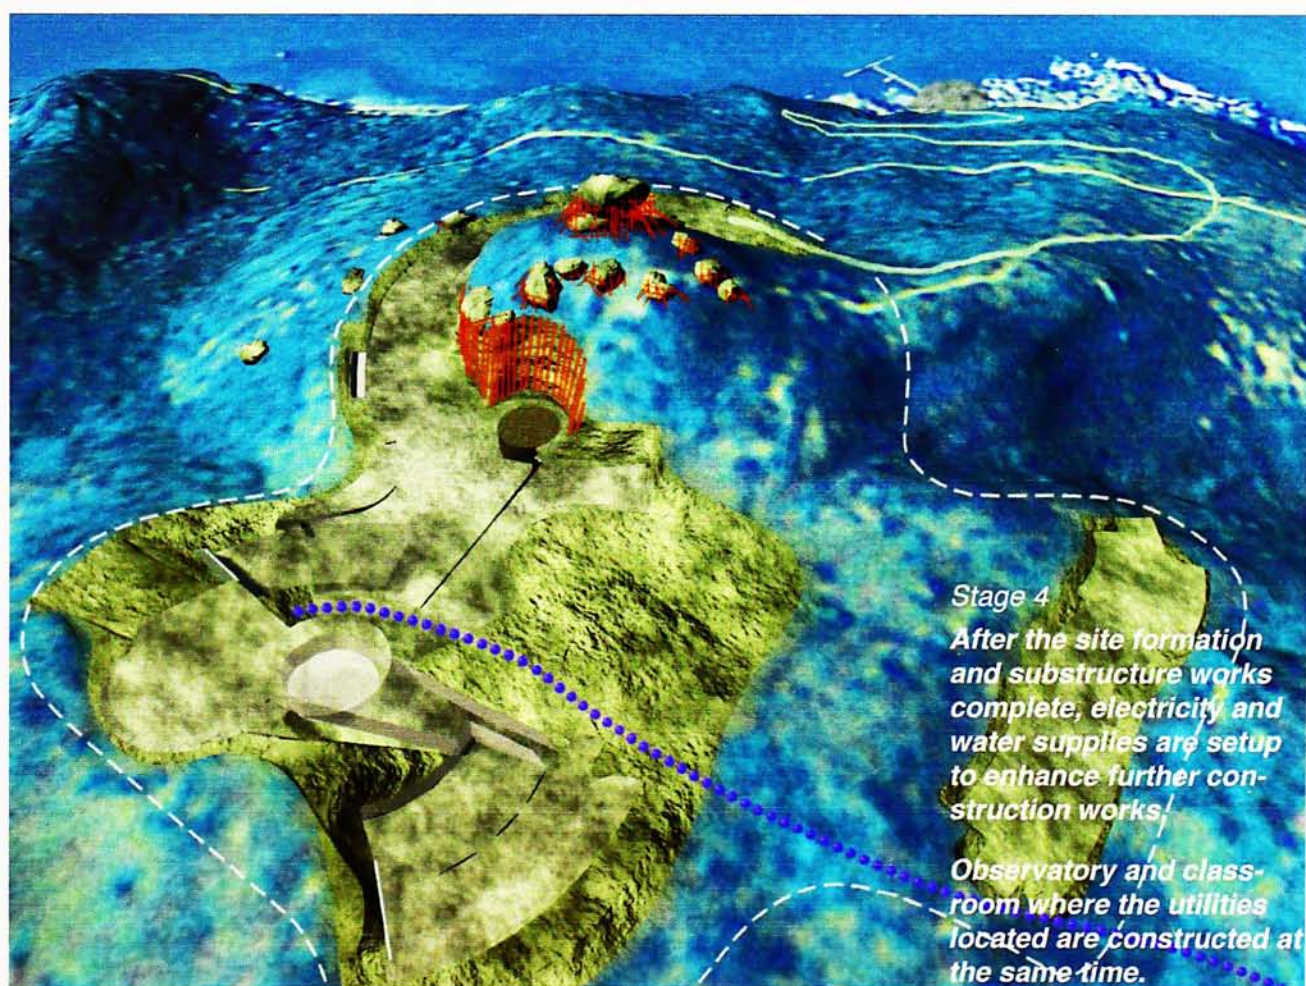 Stage 4
After the site formation
and substructure works
complete, electricity and
water supplies are setup
to enhance further con-
struction works.
Observatory and class-
room where the utilities
located are constructed at
the same time.